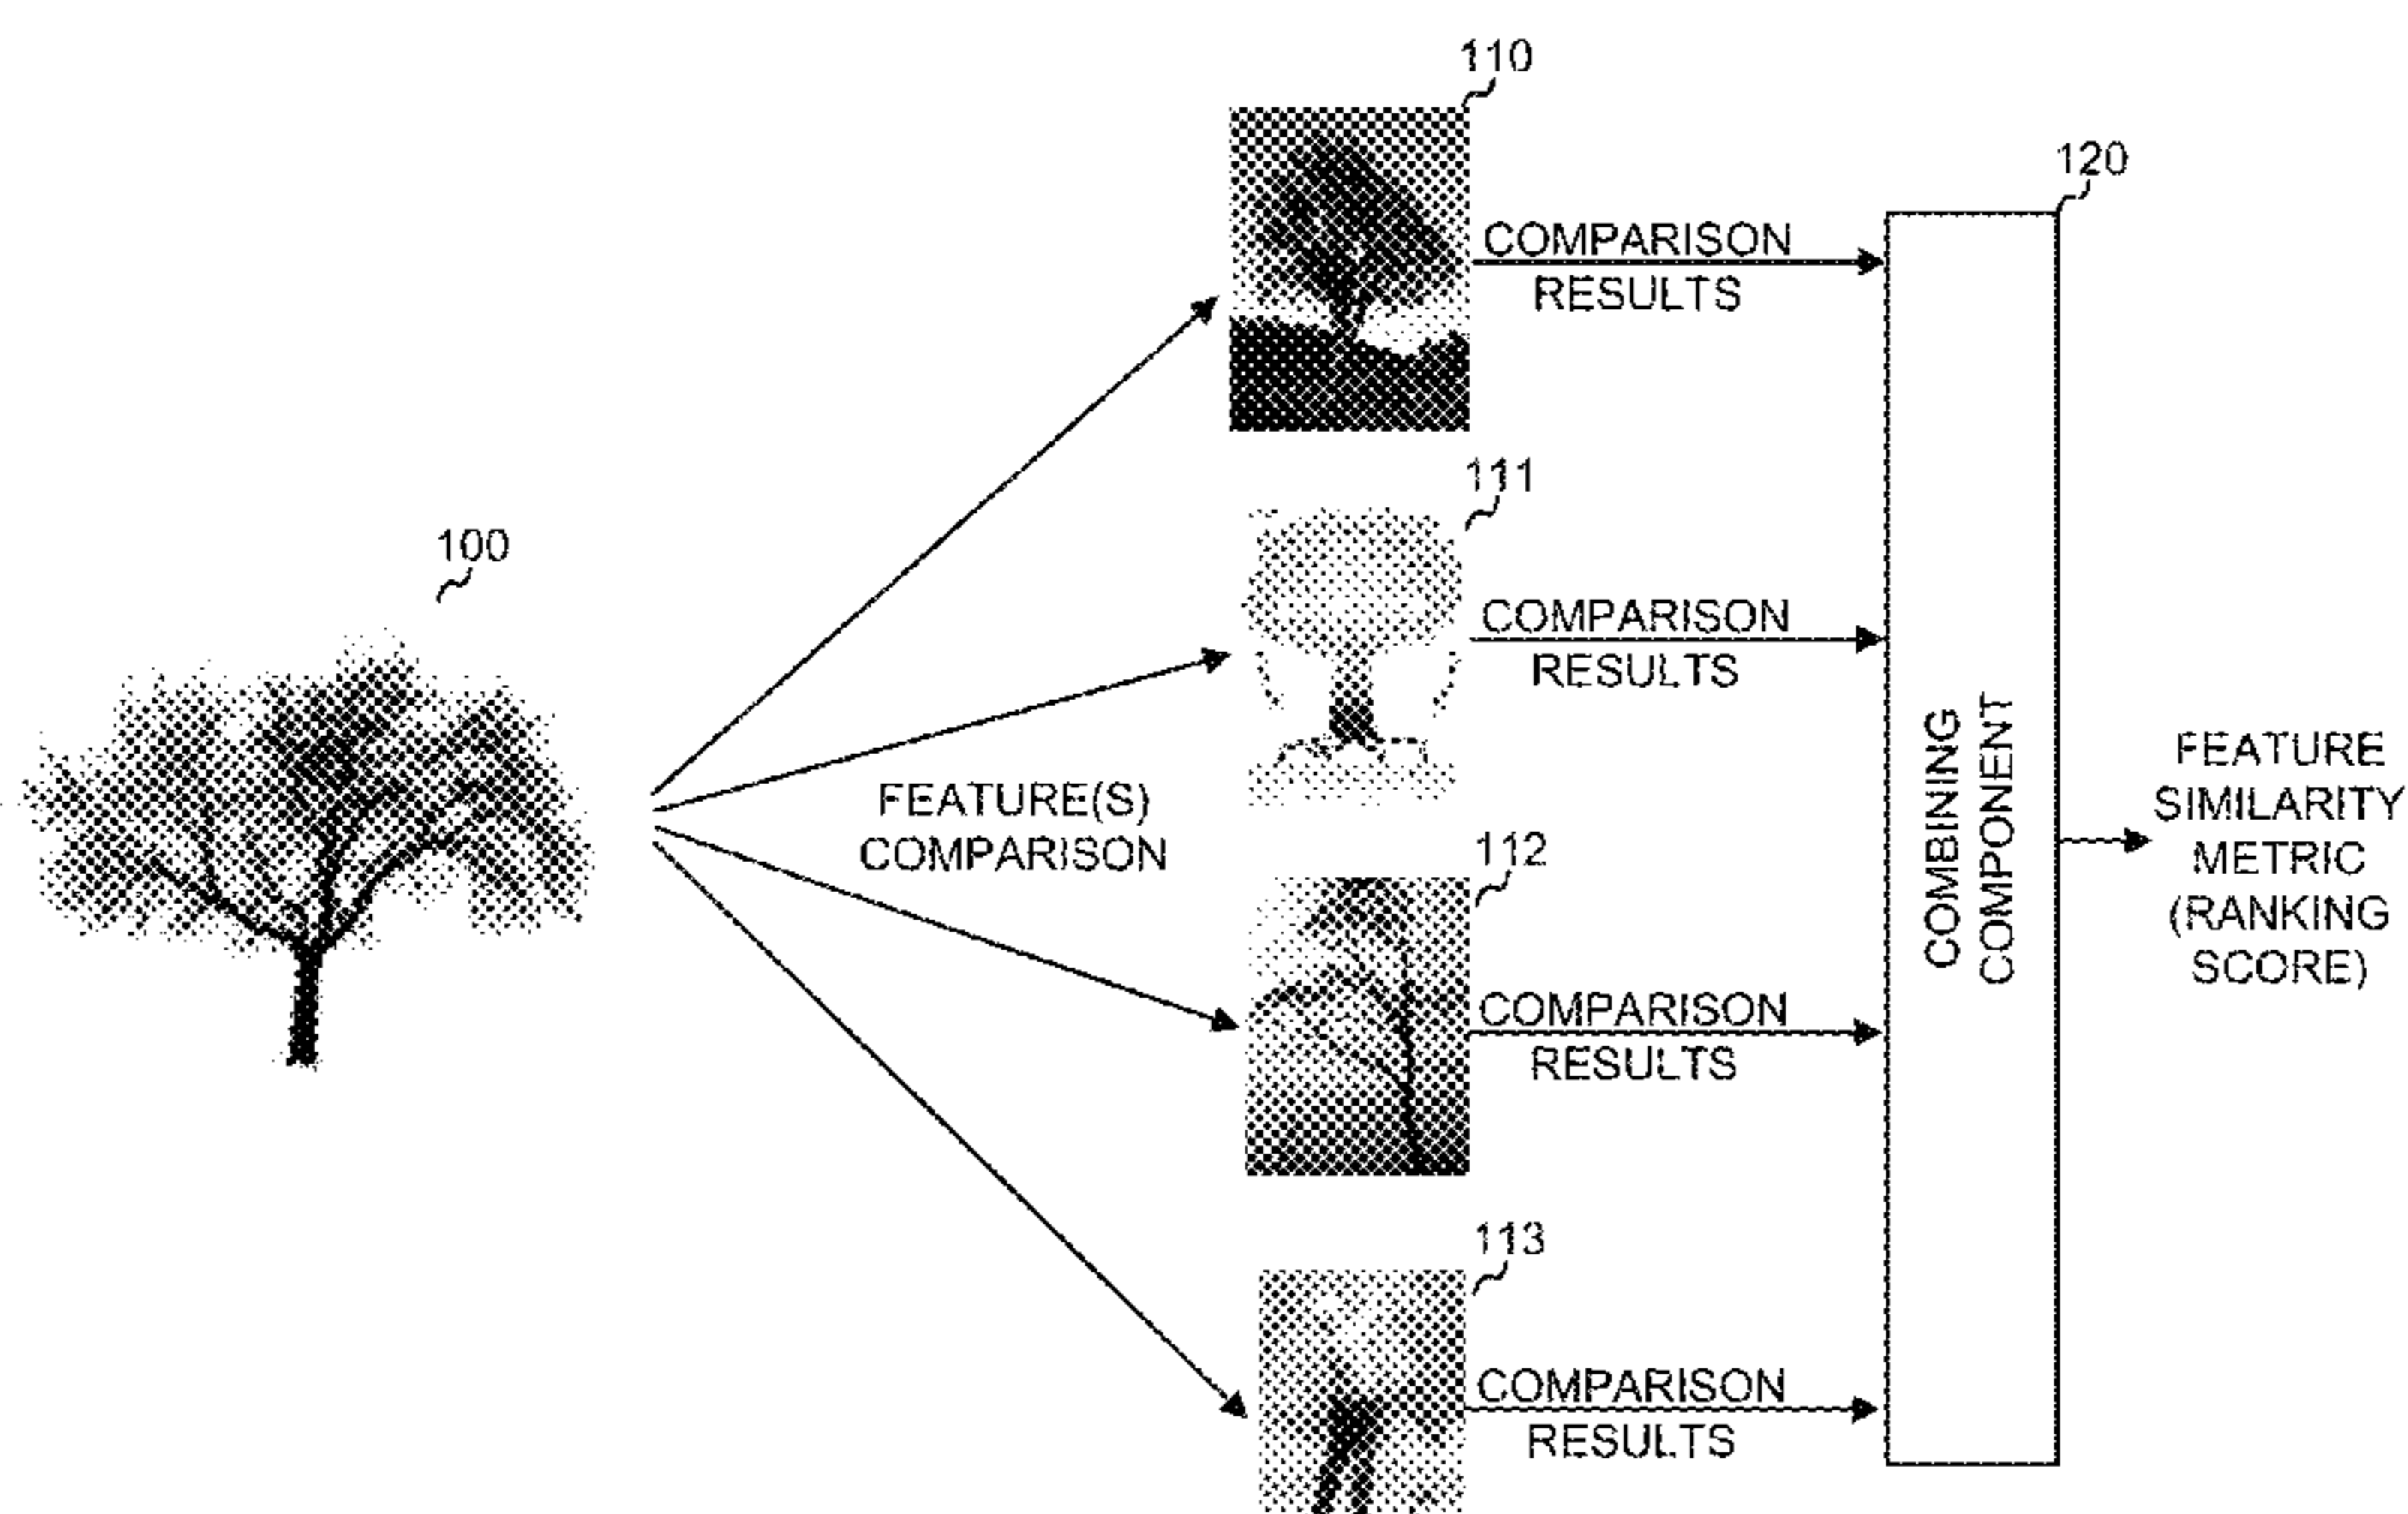 110
120
COMPARISON
RESULTS
111
100
COMPARISON
RESULTS
FEATURE(S)
COMPARISON
COMBINING
COMPONENT
FEATURE
SIMILARITY
METRIC
(RANKING
SCORE)
112
COMPARISON
RESULTS
113
COMPARISON
RESULTS